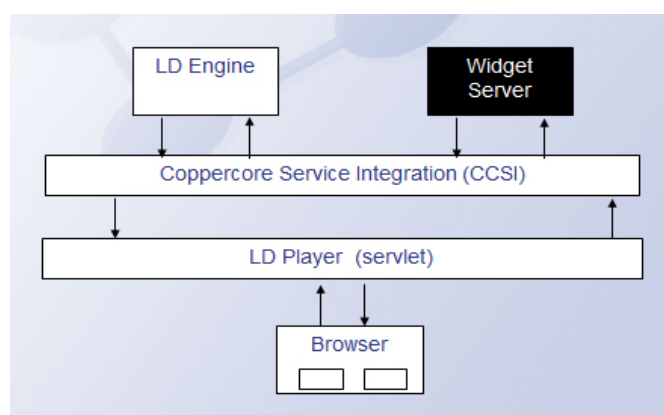 LD Engine
Widget
Server
Coppercore Service Integration (CCSI)
LD Player (servlet)
Browser